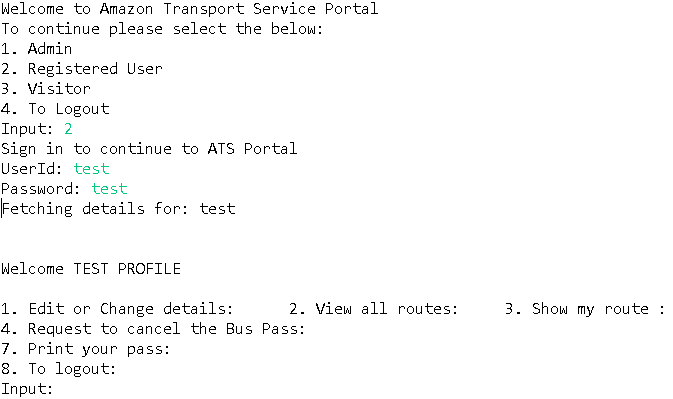 Welcome to Amazon Transport Service Portal
To continue please select the below:
1. Admin
2. Registered User
3. Visitor
4. To Logout
Input: 2
Sign in to continue to ATS Portal
UserId: test
Password: test
Fetching details for: test
Welcome TEST PROFILE
1. Edit or Change details:      2. View all routes:     3. Show my route :
4. Request to cancel the Bus Pass:
7. Print your pass:
8. To logout:
Input: